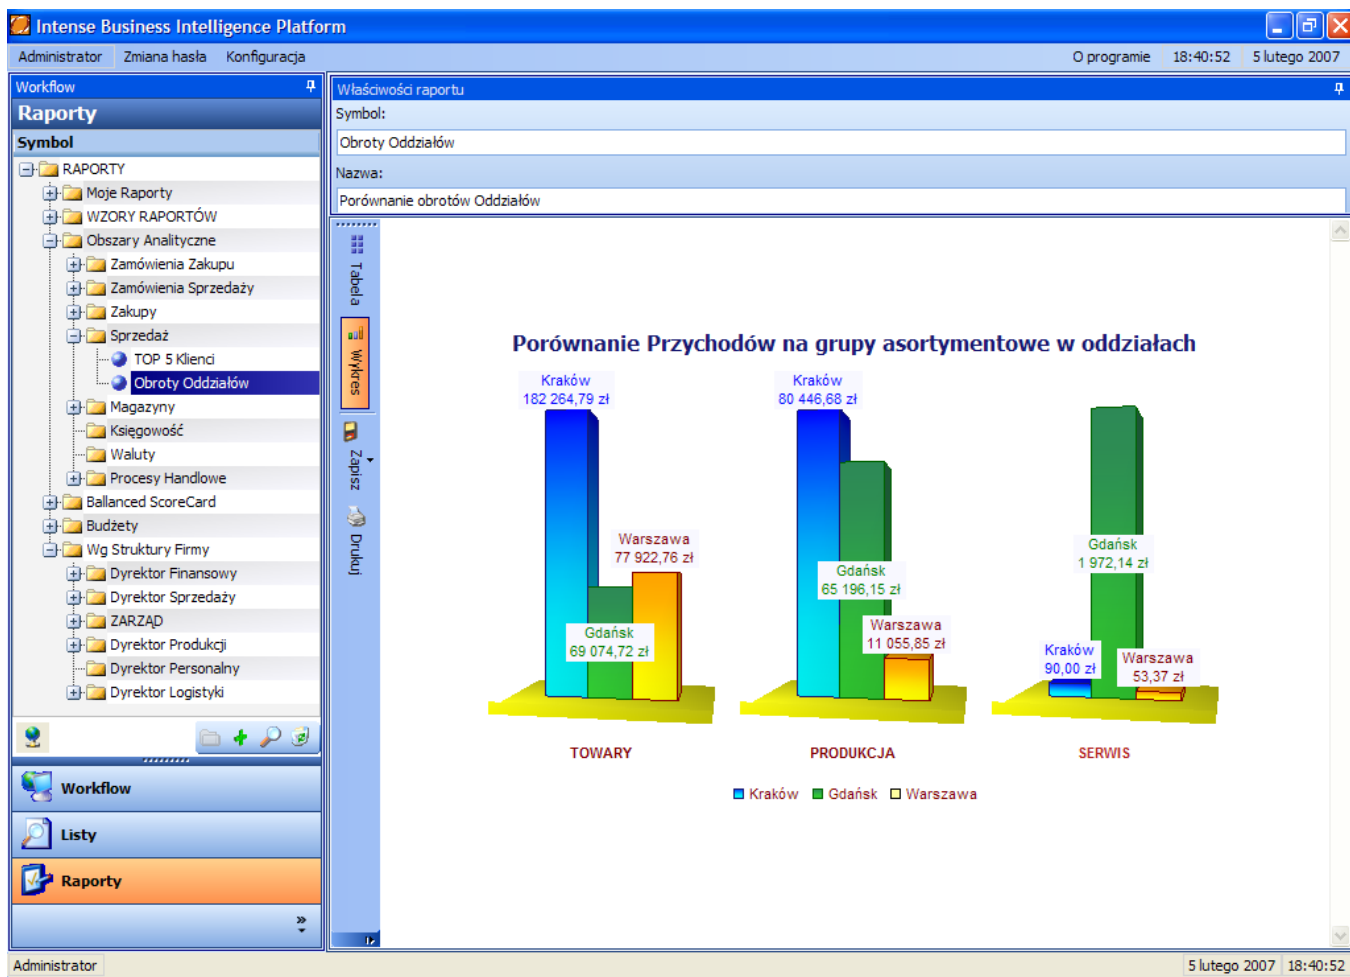 Intense Business Intelligence Platform
Administrator Zmiana hasła Konfiguracja O programie 18:40:52 5 lutego 2007
Workflow
Raporty
Symbol
RAPORTY
Moje Raporty
WZORY RAPORTÓW
Obszary Analityczne
Zamówienia Zakupu
Zamówienia Sprzedaży
Zakupy
Sprzedaż
TOP 5 Klienci
Obroty Oddziałów
Magazyny
Księgowość
Waluty
Procesy Handlowe
Ballanced ScoreCard
Budżety
Wg Struktury Firmy
Dyrektor Finansowy
Dyrektor Sprzedaży
ZARZĄD
Dyrektor Produkcji
Dyrektor Personalny
Dyrektor Logistyki
Workflow
Listy
Raporty
Właściwości raportu
Symbol:
Obroty Oddziałów
Nazwa:
Porównanie obrotów Oddziałów
Tabela
Wykres
Zapisz
Drukuj
Porównanie Przychodów na grupy asortymentowe w oddziałach
Kraków
182 264,79 zł
Gdańsk
69 074,72 zł
Warszawa
77 922,76 zł
Kraków
80 446,68 zł
Gdańsk
65 196,15 zł
Warszawa
11 055,85 zł
Kraków
90,00 zł
Gdańsk
1 972,14 zł
Warszawa
53,37 zł
TOWARY PRODUKCJA SERWIS
Kraków Gdańsk Warszawa
Administrator 5 lutego 2007 18:40:52